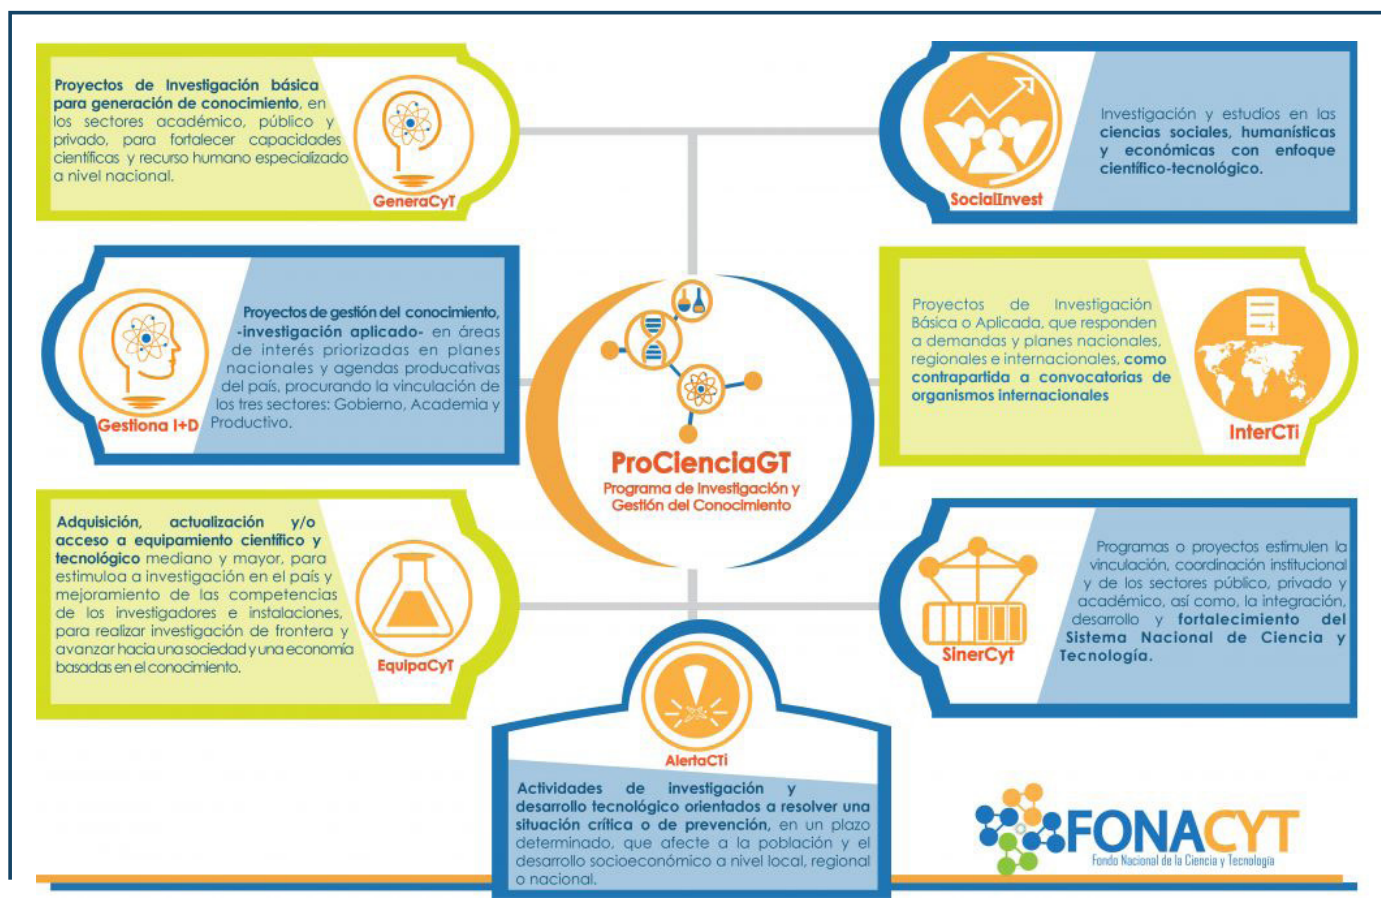 Proyectos de Investigación básica
para generación de conocimiento, en
los sectores académico, público y
privado, para fortalecer capacidades
científicas y recurso humano especializado
a nivel nacional.
GeneraCyT
SocialInvest
Investigación y estudios en las
ciencias sociales, humanísticas
y económicas con enfoque
científico-tecnológico.
Proyectos de gestión del conocimiento,
-investigación aplicado- en áreas
de interés priorizadas en planes
nacionales y agendas producativas
del país, procurando la vinculación de
los tres sectores: Gobierno, Academia y
Productivo.
Gestiona I+D
ProCienciaGT
Programa de Investigación y
Gestión del Conocimiento
Proyectos de Investigación
Básica o Aplicada, que responden
a demandas y planes nacionales,
regionales e internacionales, como
contrapartida a convocatorias de
organismos internacionales
InterCTi
Adquisición, actualización y/o
acceso a equipamiento científico y
tecnológico mediano y mayor, para
estimuloa a investigación en el país y
mejoramiento de las competencias
de los investigadores e instalaciones,
para realizar investigación de frontera y
avanzar hacia una sociedad y una economía
basadas en el conocimiento.
EquipaCyT
SinerCyt
Programas o proyectos estimulen la
vinculación, coordinación institucional
y de los sectores público, privado y
académico, así como, la integración,
desarrollo y fortalecimiento del
Sistema Nacional de Ciencia y
Tecnología.
AlertaCTi
Actividades de investigación y
desarrollo tecnológico orientados a resolver una
situación crítica o de prevención, en un plazo
determinado, que afecte a la población y el
desarrollo socioeconómico a nivel local, regional
o nacional.
FONACYT
Fondo Nacional de la Ciencia y Tecnología